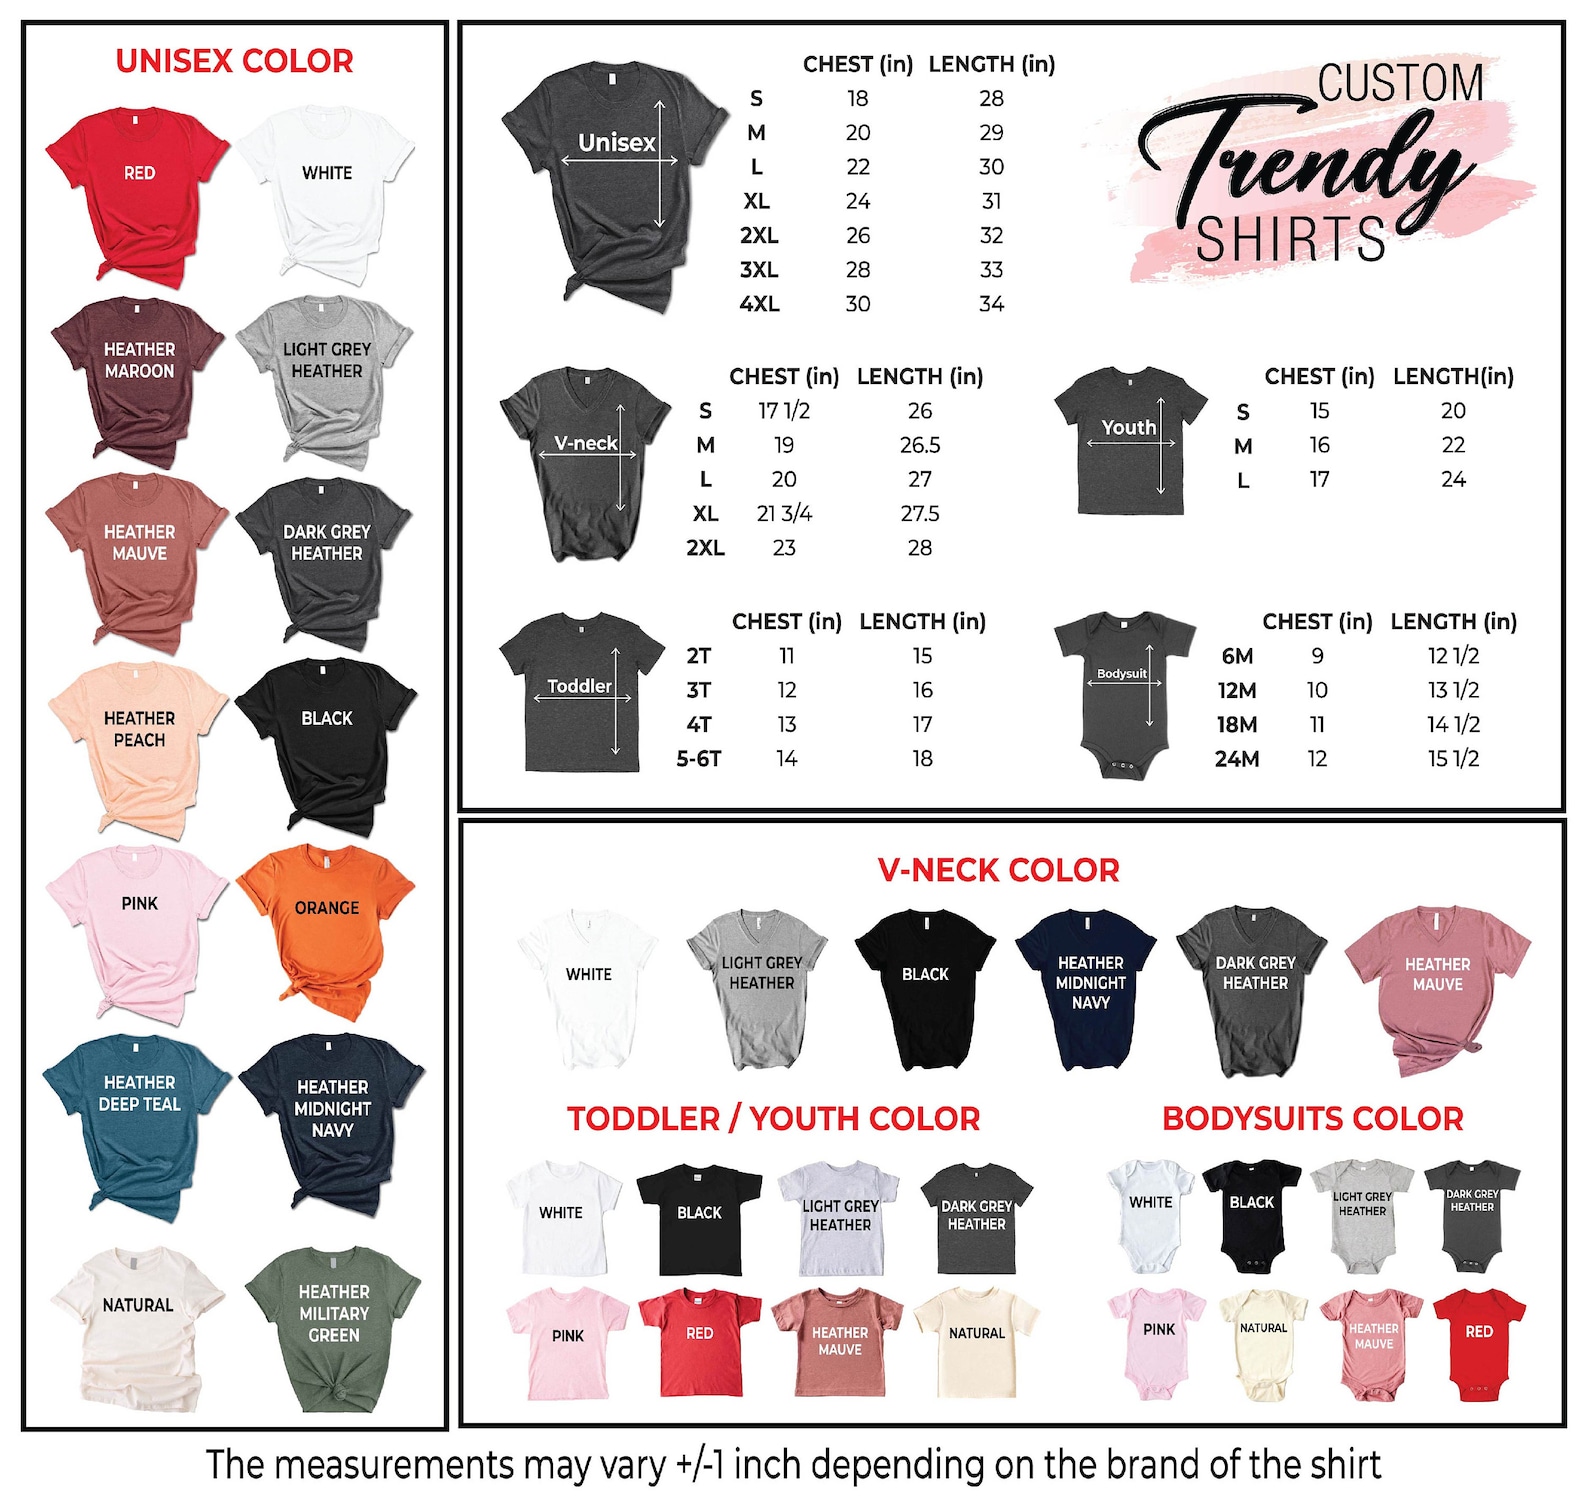 UNISEX COLOR
RED
WHITE
HEATHER
MAROON
LIGHT GREY
HEATHER
HEATHER
MAUVE
DARK GREY
HEATHER
HEATHER
PEACH
BLACK
PINK
ORANGE
HEATHER
DEEP TEAL
HEATHER
MIDNIGHT
NAVY
NATURAL
HEATHER
MILITARY
GREEN
CUSTOM
Trendy
SHIRTS
Unisex
CHEST (in) LENGTH (in)
S 18 28
M 20 29
L 22 30
XL 24 31
2XL 26 32
3XL 28 33
4XL 30 34
V-neck
CHEST (in) LENGTH (in)
S 17 1/2 26
M 19 26.5
L 20 27
XL 21 3/4 27.5
2XL 23 28
Youth
CHEST (in) LENGTH(in)
S 15 20
M 16 22
L 17 24
Toddler
CHEST (in) LENGTH (in)
2T 11 15
3T 12 16
4T 13 17
5-6T 14 18
Bodysuit
CHEST (in) LENGTH (in)
6M 9 12 1/2
12M 10 13 1/2
18M 11 14 1/2
24M 12 15 1/2
V-NECK COLOR
WHITE
LIGHT GREY
HEATHER
BLACK
HEATHER
MIDNIGHT
NAVY
DARK GREY
HEATHER
HEATHER
MAUVE
TODDLER / YOUTH COLOR
WHITE
BLACK
LIGHT GREY
HEATHER
DARK GREY
HEATHER
PINK
RED
HEATHER
MAUVE
NATURAL
BODYSUITS COLOR
WHITE
BLACK
LIGHT GREY
HEATHER
DARK GREY
HEATHER
PINK
NATURAL
HEATHER
MAUVE
RED
The measurements may vary +/-1 inch depending on the brand of the shirt